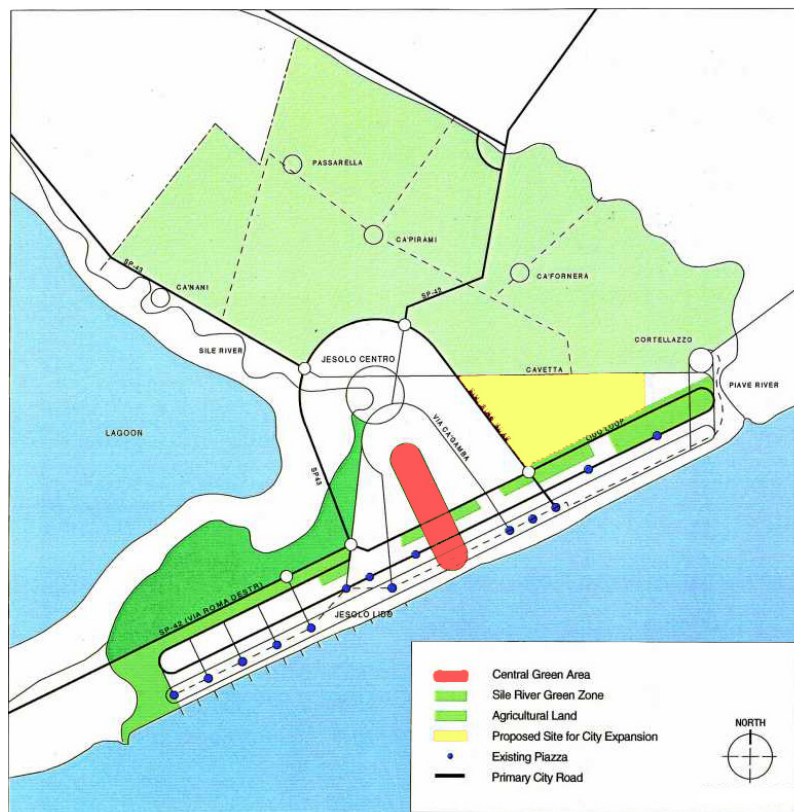 PASSARELLA
CA'PIRAMI
CA'FORNERA
SP-43
CA'NANI
SP-42
SILE RIVER
JESOLO CENTRO
CORTELLAZZO
CAVETTA
PIAVE RIVER
LAGOON
VIA CA'GAMBA
LIDO LOOP
SP43
SP-42 (VIA ROMA DESTRI)
JESOLO LIDO
Central Green Area
Sile River Green Zone
Agricultural Land
Proposed Site for City Expansion
Existing Piazza
Primary City Road
NORTH